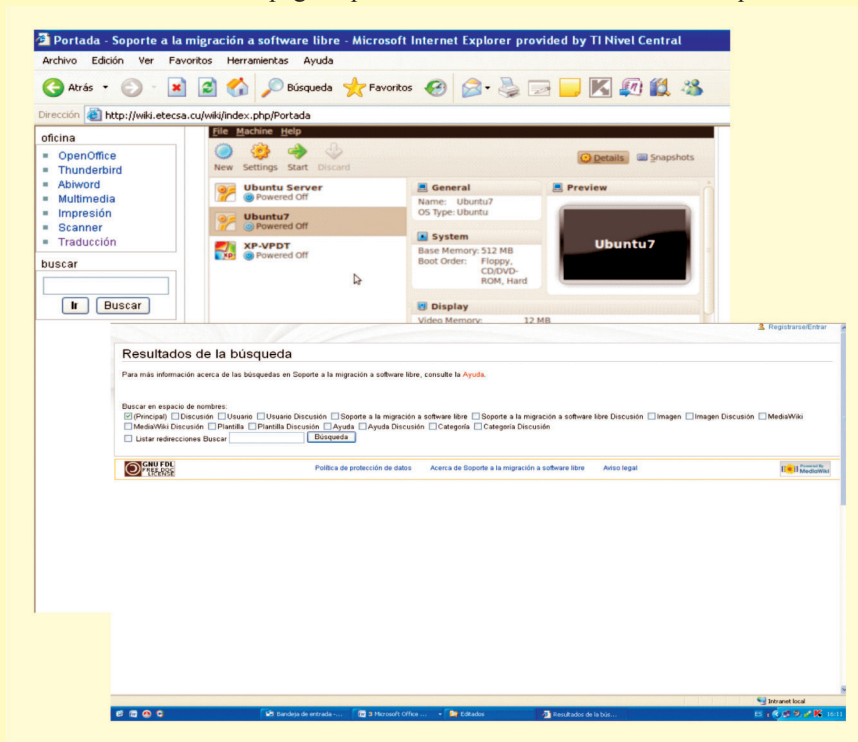 Portada - Soporte a la migración a software libre - Microsoft Internet Explorer provided by TI Nivel Central
Archivo Edición Ver Favoritos Herramientas Ayuda
Atrás Búsqueda Favoritos
Dirección http://wiki.etecsa.cu/wiki/index.php/Portada
oficina
OpenOffice
Thunderbird
Abiword
Multimedia
Impresión
Scanner
Traducción
buscar
Ir Buscar
File Machine Help
New Settings Start Discard
Details Snapshots
Ubuntu Server
Powered Off
Ubuntu7
Powered Off
XP-VPDT
Powered Off
General
Name: Ubuntu7
OS Type: Ubuntu
System
Base Memory: 512 MB
Boot Order: Floppy,
CD/DVD-
ROM, Hard
Display
Video Memory: 12 MB
Preview
Ubuntu7
Registrarse/Entrar
Resultados de la búsqueda
Para más información acerca de las búsquedas en Soporte a la migración a software libre, consulte la Ayuda.
Buscar en espacio de nombres:
(Principal) Discusión Usuario Usuario Discusión Soporte a la migración a software libre Soporte a la migración a software libre Discusión Imagen Imagen Discusión MediaWiki
MediaWiki Discusión Plantilla Plantilla Discusión Ayuda Ayuda Discusión Categoría Categoría Discusión
Listar redirecciones Buscar Búsqueda
GNU FDL
FREE DOC
LICENSE
Política de protección de datos Acerca de Soporte a la migración a software libre Aviso legal
Powered By
MediaWiki
Intranet local
Bandeja de entrada -... 3 Microsoft Office ... Editados Resultados de la bús... ES 16:11